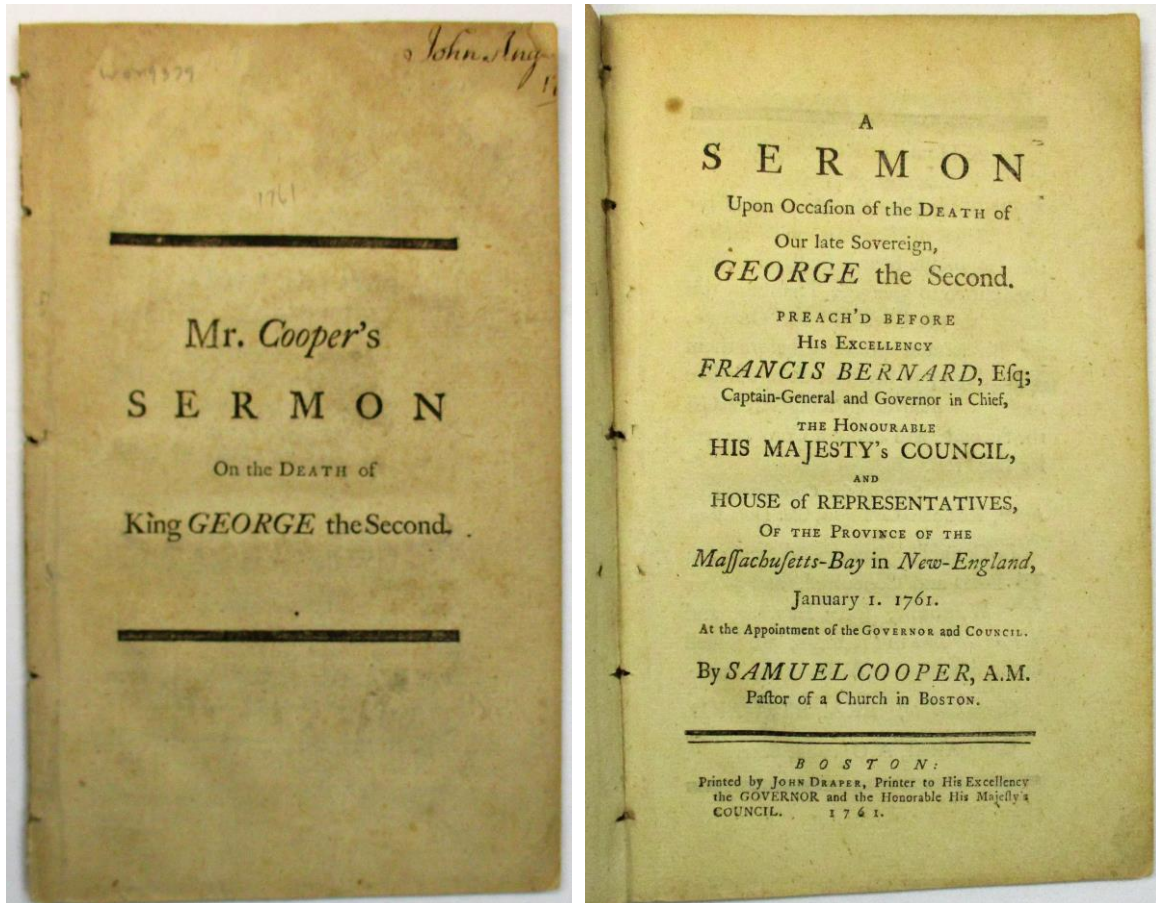 John
1761
Mr. Cooper's
SERMON
On the DEATH of
King GEORGE the Second.
A
SERMON
Upon Occaſion of the DEATH of
Our late Sovereign,
GEORGE the Second.
PREACH'D BEFORE
HIS EXCELLENCY
FRANCIS BERNARD, Eſq;
Captain-General and Governor in Chief,
THE HONOURABLE
HIS MAJESTY's COUNCIL,
AND
HOUSE of REPRESENTATIVES,
OF THE PROVINCE OF THE
Maſſachuſetts-Bay in New-England,
January 1. 1761.
At the Appointment of the GOVERNOR and COUNCIL.
By SAMUEL COOPER, A.M.
Paſtor of a Church in BOSTON.
BOSTON:
Printed by JOHN DRAPER, Printer to His Excellency
the GOVERNOR and the Honorable His Majeſty's
COUNCIL. 1761.